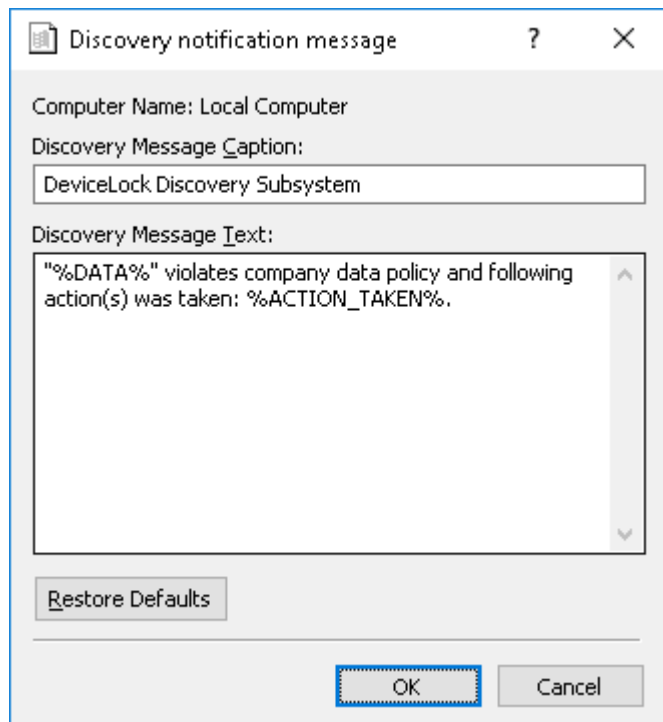 Discovery notification message
Computer Name: Local Computer
Discovery Message Caption:
DeviceLock Discovery Subsystem
Discovery Message Text:
"%DATA%" violates company data policy and following
action(s) was taken: %ACTION_TAKEN%.
Restore Defaults
OK
Cancel